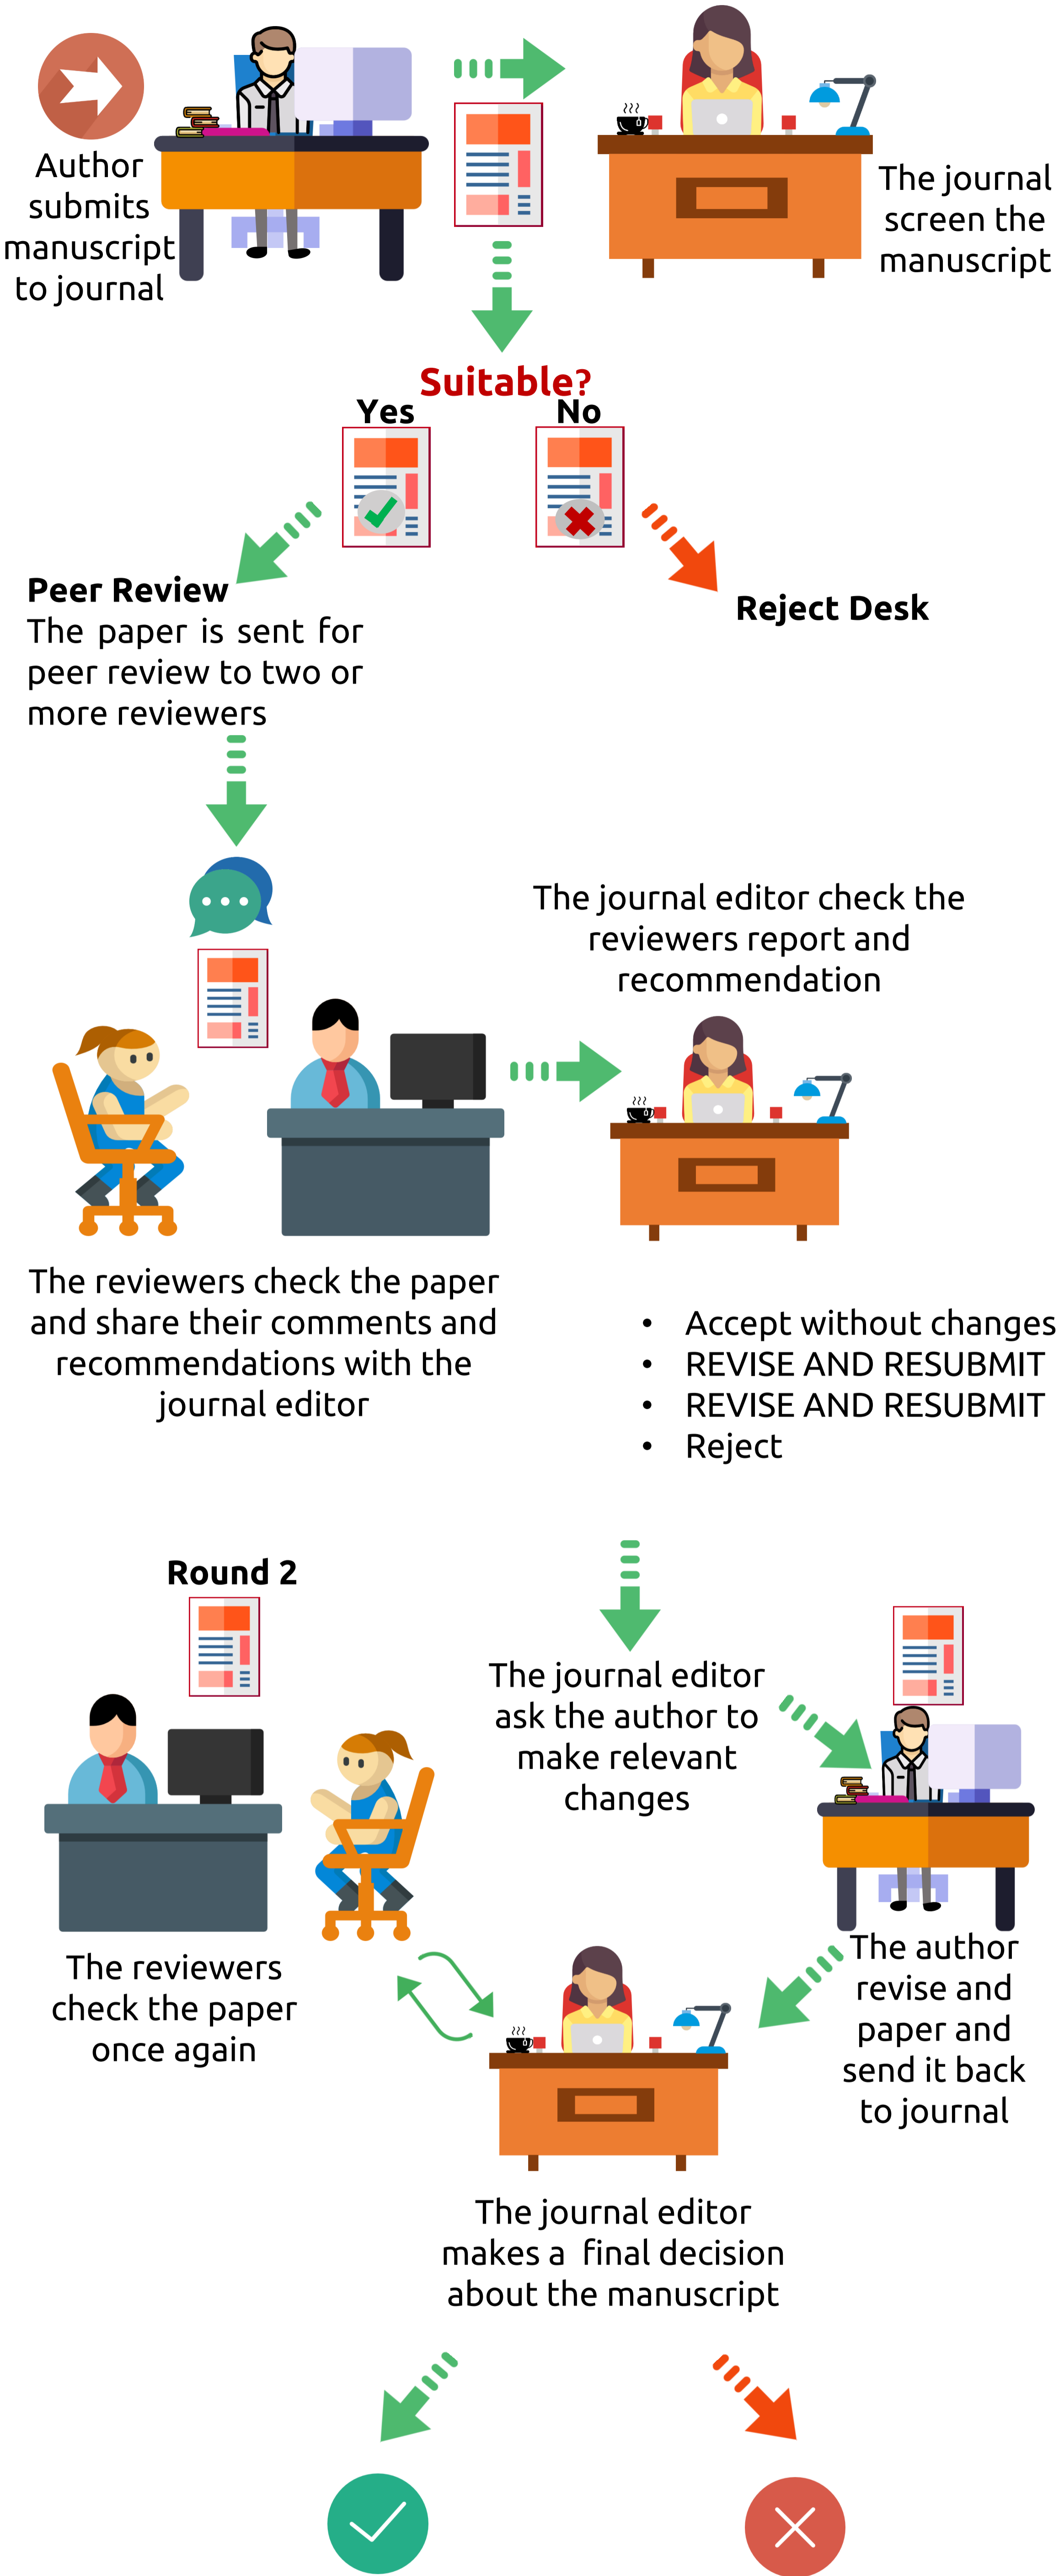 Author
submits
manuscript
to journal
The journal
screen the
manuscript
Suitable?
Yes
No
Peer Review
The paper is sent for
peer review to two or
more reviewers
Reject Desk
The journal editor check the
reviewers report and
recommendation
The reviewers check the paper
and share their comments and
recommendations with the
journal editor
• Accept without changes
• REVISE AND RESUBMIT
• REVISE AND RESUBMIT
• Reject
Round 2
The journal editor
ask the author to
make relevant
changes
The reviewers
check the paper
once again
The author
revise and
paper and
send it back
to journal
The journal editor
makes a final decision
about the manuscript